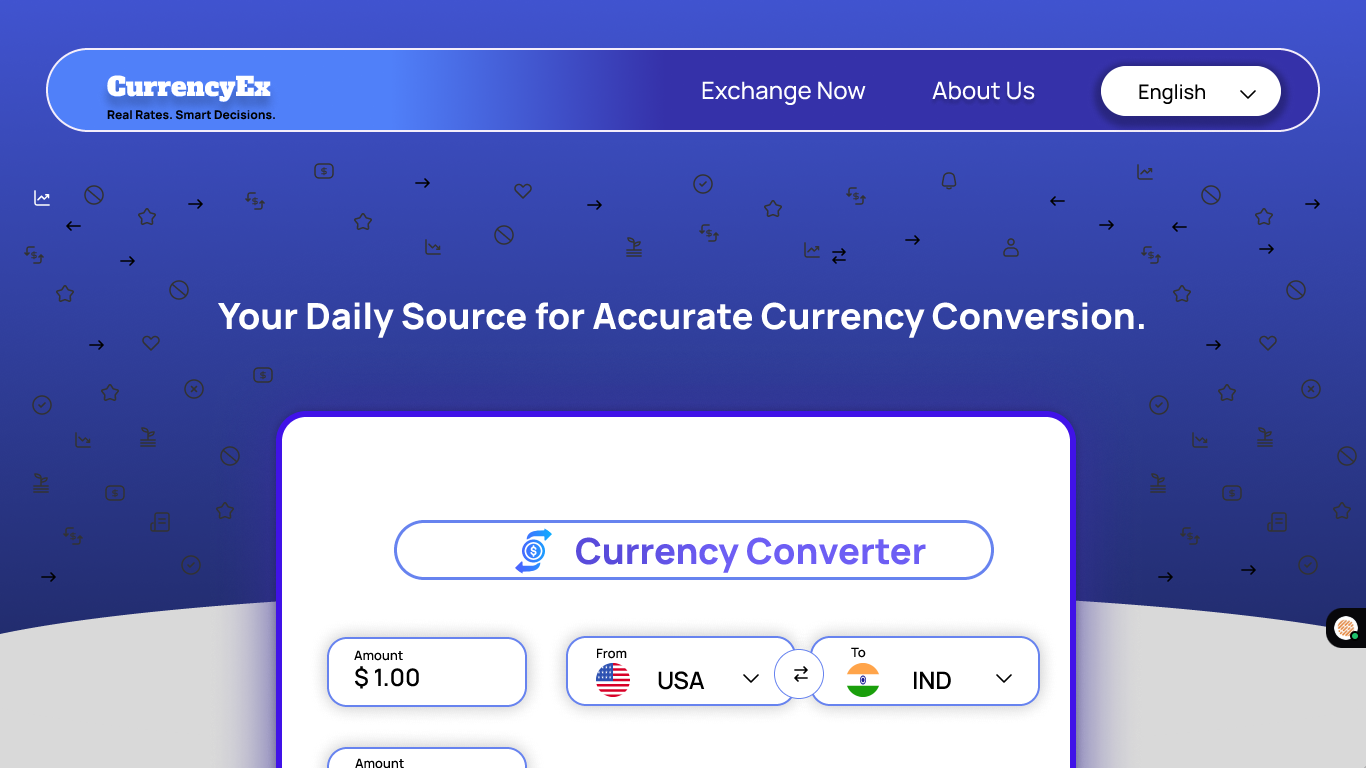 CurrencyEx
Real Rates. Smart Decisions.
Exchange Now
About Us
English
Your Daily Source for Accurate Currency Conversion.
Currency Converter
Amount
$ 1.00
From
USA
To
IND
Amount